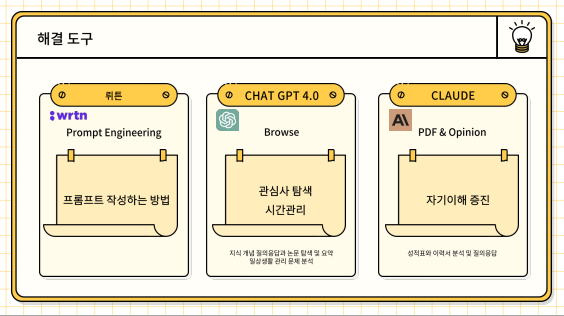 해결 도구
뤼튼
wrtn
Prompt Engineering
프롬프트 작성하는 방법
CHAT GPT 4.0
Browse
관심사 탐색
시간관리
지식 개념 질의응답과 논문 탐색 및 요약
일상생활 관리 문제 분석
CLAUDE
A\
PDF & Opinion
자기이해 증진
성적표와 이력서 분석 및 질의응답